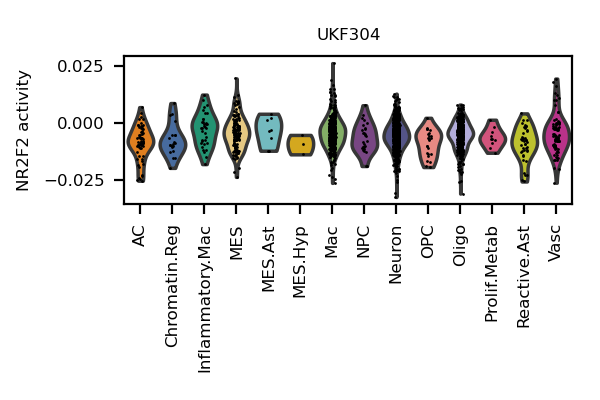 UKF304
NR2F2 activity
0.025
0.000
−0.025
AC
Chromatin.Reg
Inflammatory.Mac
MES
MES.Ast
MES.Hyp
Mac
NPC
Neuron
OPC
Oligo
Prolif.Metab
Reactive.Ast
Vasc